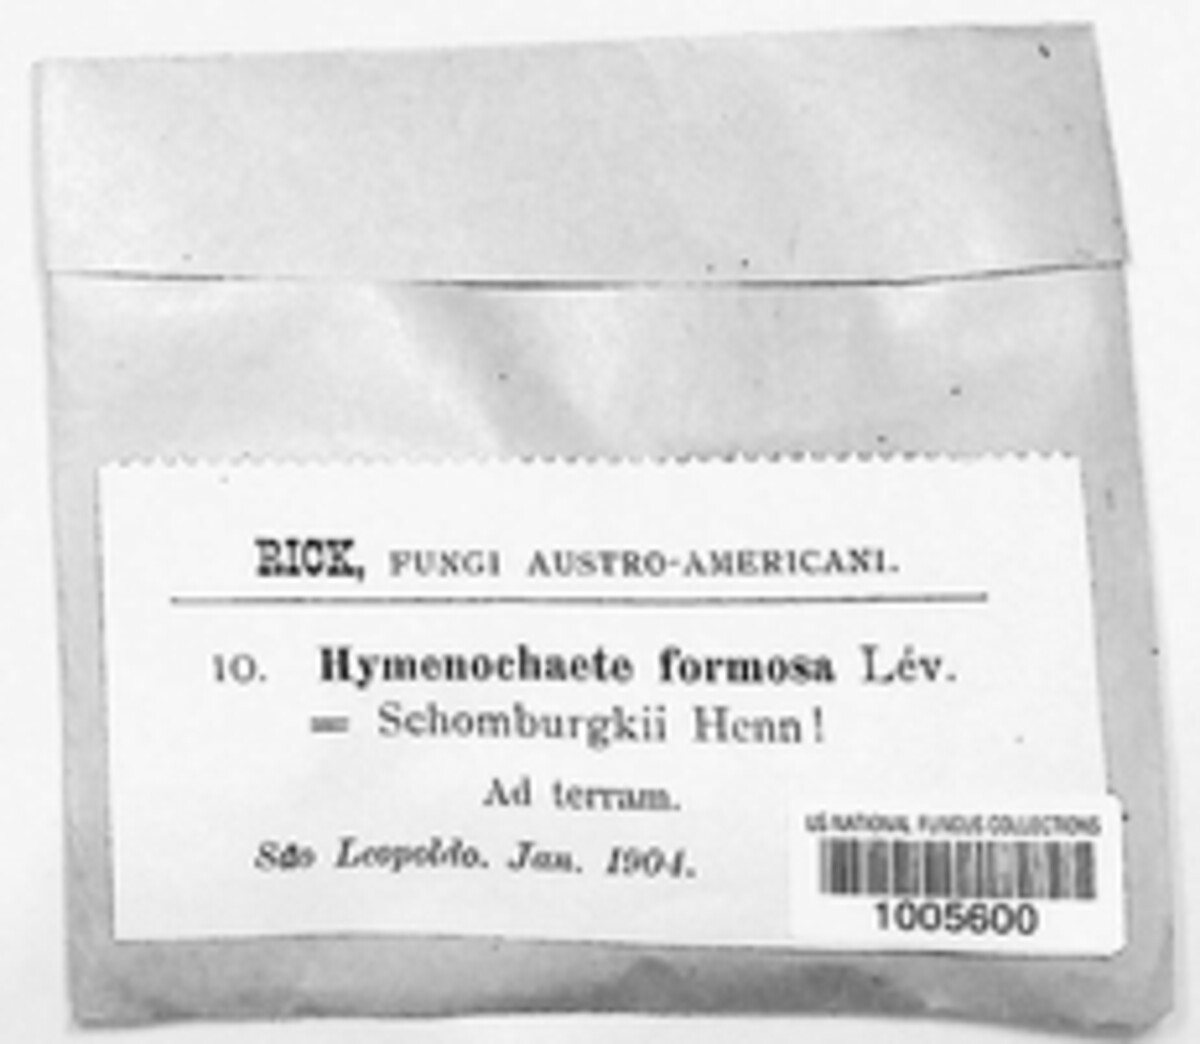 RICK, FUNGI AUSTRO-AMERICANI.
10. Hymenochaete formosa Lév.
= Schomburgkii Henn!
Ad terram.
São Leopoldo. Jan. 1904.
US NATIONAL FUNGUS COLLECTIONS
1005600